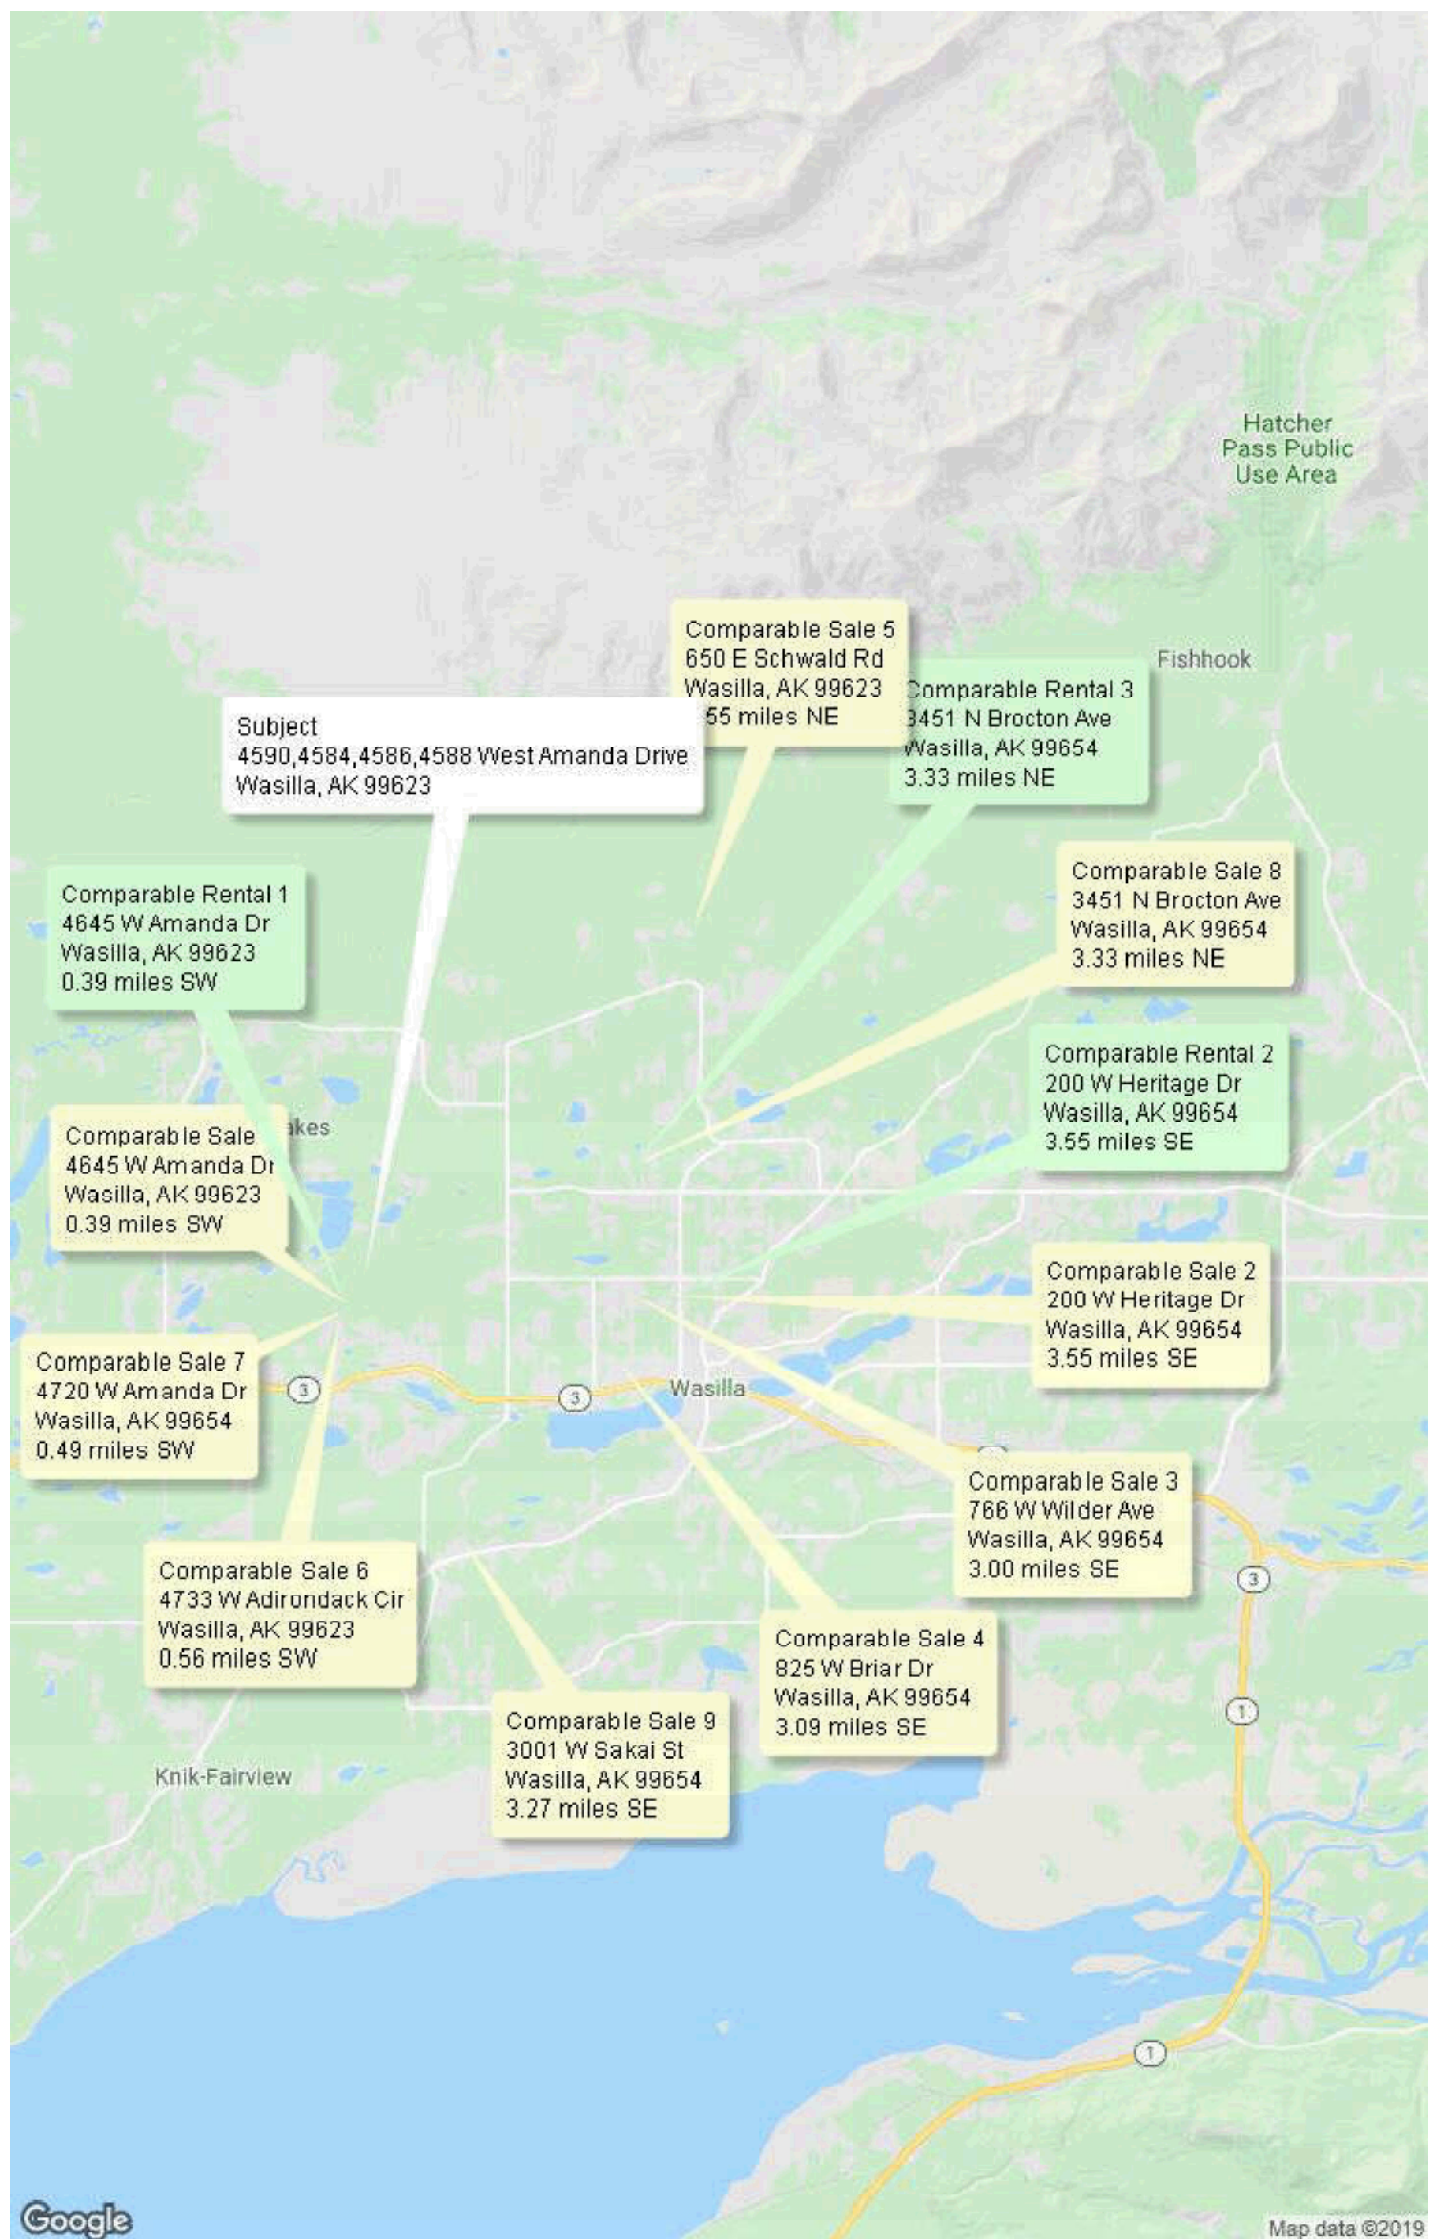 Hatcher
Pass Public
Use Area
Comparable Sale 5
650 E Schwald Rd
Wasilla, AK 99623
55 miles NE
Fishhook
Comparable Rental 3
3451 N Brocton Ave
Wasilla, AK 99654
3.33 miles NE
Subject
4590,4584,4586,4588 West Amanda Drive
Wasilla, AK 99623
Comparable Sale 8
3451 N Brocton Ave
Wasilla, AK 99654
3.33 miles NE
Comparable Rental 1
4645 W Amanda Dr
Wasilla, AK 99623
0.39 miles SW
Comparable Rental 2
200 W Heritage Dr
Wasilla, AK 99654
3.55 miles SE
akes
Comparable Sale
4645 W Amanda Dr
Wasilla, AK 99623
0.39 miles SW
Comparable Sale 2
200 W Heritage Dr
Wasilla, AK 99654
3.55 miles SE
Comparable Sale 7
4720 W Amanda Dr
Wasilla, AK 99654
0.49 miles SW
3
3
Wasilla
Comparable Sale 3
766 W Wilder Ave
Wasilla, AK 99654
3.00 miles SE
3
Comparable Sale 6
4733 W Adirondack Cir
Wasilla, AK 99623
0.56 miles SW
Comparable Sale 4
825 W Briar Dr
Wasilla, AK 99654
3.09 miles SE
1
Comparable Sale 9
3001 W Sakai St
Wasilla, AK 99654
3.27 miles SE
Knik-Fairview
1
Google
Map data ©2019